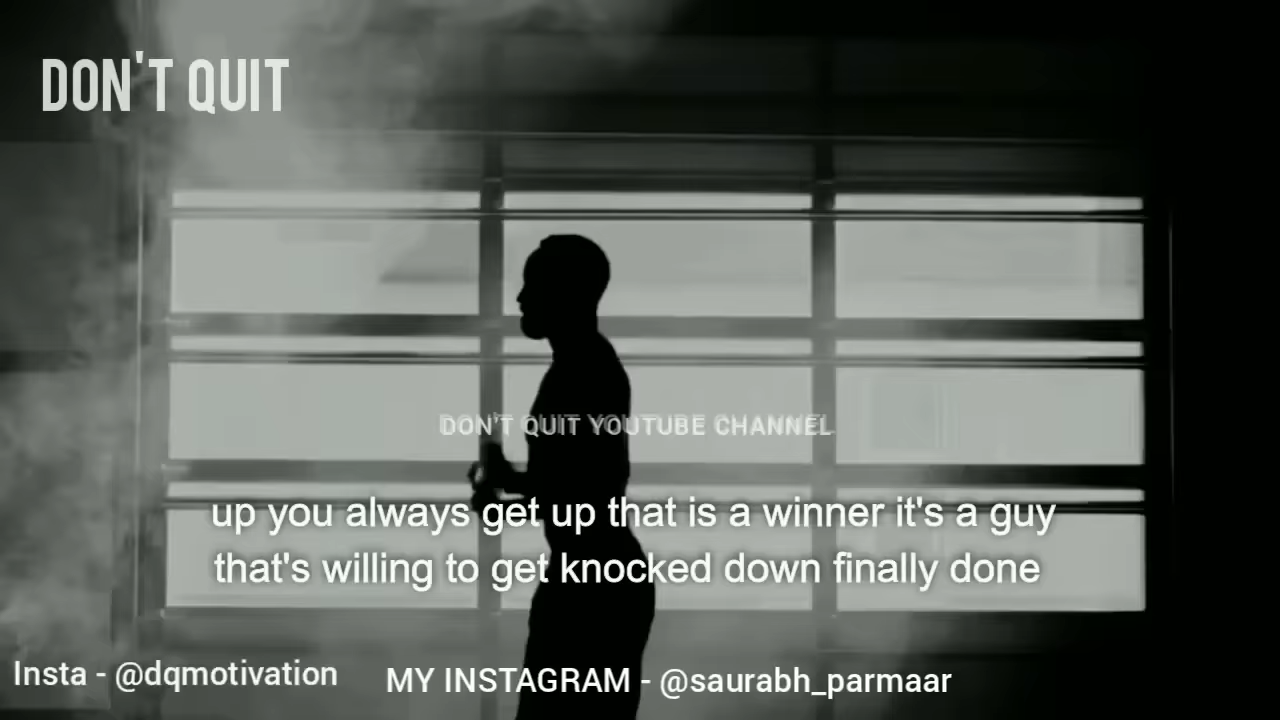 DON'T QUIT
DON'T QUIT YOUTUBE CHANNEL
up you always get up that is a winner it's a guy
that's willing to get knocked down finally done
Insta - @dqmotivation
MY INSTAGRAM - @saurabh_parmaar